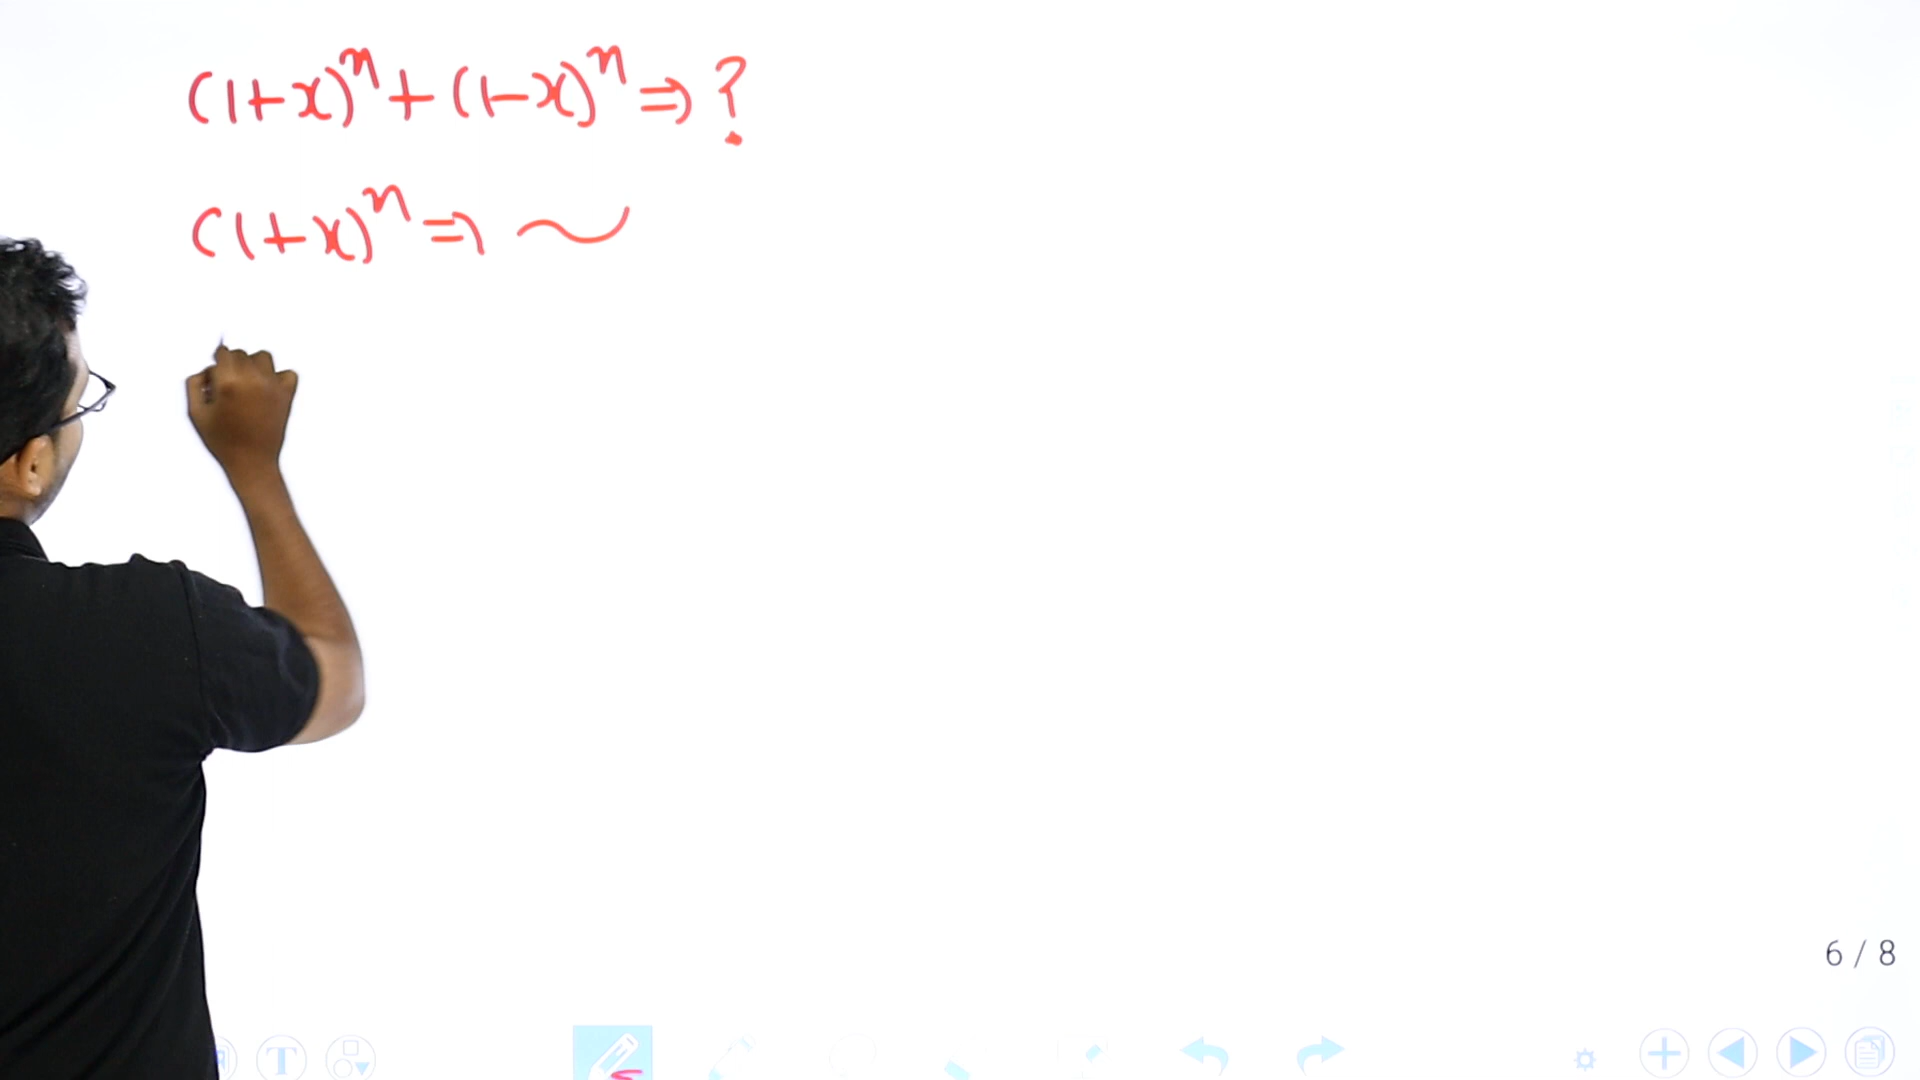 (1+x)^n + (1-x)^n ⇒ ?
(1+x)^n ⇒ ~
6 / 8
T